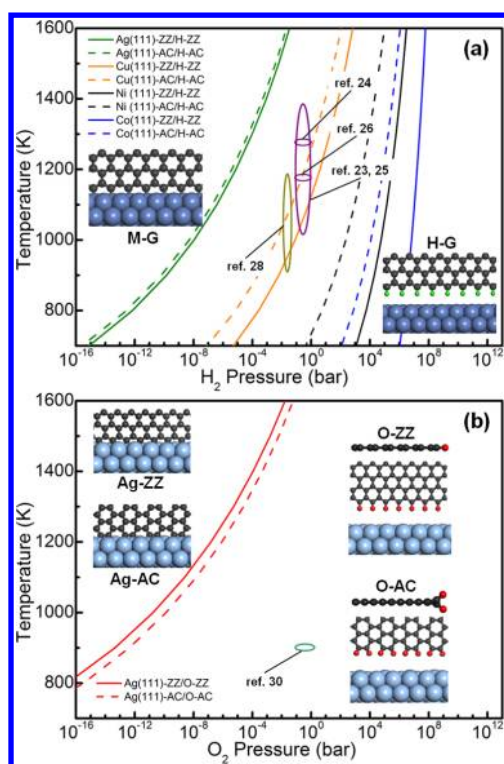 (a)
Ag(111)-ZZ/H-ZZ
Ag(111)-AC/H-AC
Cu(111)-ZZ/H-ZZ
Cu(111)-AC/H-AC
Ni (111)-ZZ/H-ZZ
Ni (111)-AC/H-AC
Co(111)-ZZ/H-ZZ
Co(111)-AC/H-AC
ref. 24
ref. 26
ref. 23, 25
ref. 28
M-G
H-G
Temperature (K)
1600
1400
1200
1000
800
10⁻¹⁶ 10⁻¹² 10⁻⁸ 10⁻⁴ 10⁰ 10⁴ 10⁸ 10¹²
H₂ Pressure (bar)
(b)
Ag-ZZ
Ag-AC
O-ZZ
O-AC
ref. 30
Ag(111)-ZZ/O-ZZ
Ag(111)-AC/O-AC
Temperature (K)
1600
1400
1200
1000
800
10⁻¹⁶ 10⁻¹² 10⁻⁸ 10⁻⁴ 10⁰ 10⁴ 10⁸ 10¹²
O₂ Pressure (bar)